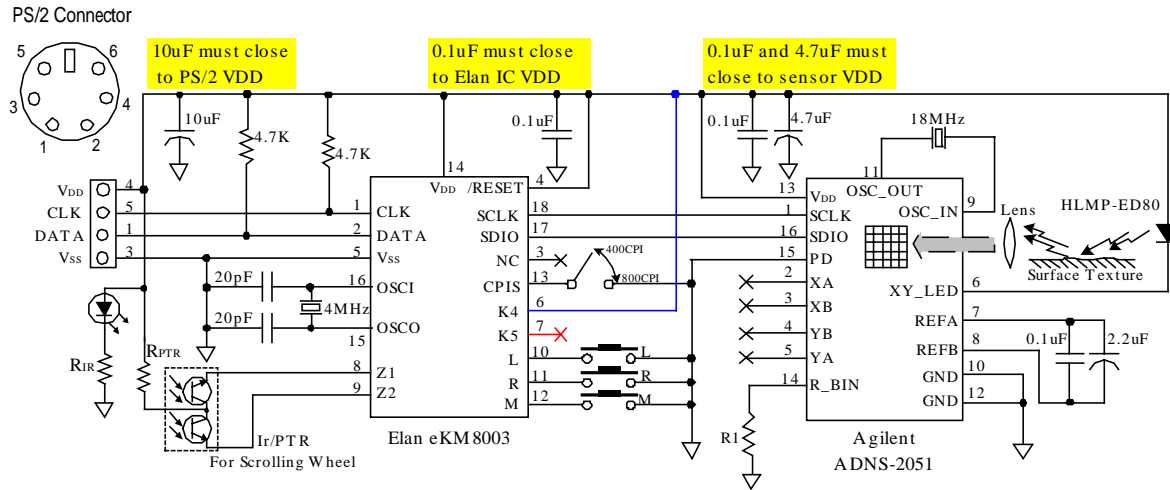 PS/2 Connector
5
6
3
4
1
2
10uF must close
to PS/2 VDD
0.1uF must close
to Elan IC VDD
0.1uF and 4.7uF must
close to sensor VDD
10uF
4.7K
4.7K
0.1uF
0.1uF
4.7uF
18MHz
VDD
4
CLK
5
DATA
1
VSS
3
RIR
RPTR
20pF
20pF
4MHz
14
VDD
/RESET
4
1
CLK
SCLK
18
2
DATA
SDIO
17
5
VSS
NC
3
16
OSCI
CPIS
13
K4
6
OSCO
15
K5
7
L
10
8
Z1
R
11
9
Z2
M
12
Elan eKM8003
Ir/PTR
For Scrolling Wheel
400CPI
800CPI
L
R
M
11
13
VDD
OSC_OUT
1
SCLK
OSC_IN
9
16
SDIO
15
PD
2
XA
3
XB
XY_LED
6
4
YB
REFA
7
5
YA
REFB
8
14
R_BIN
GND
10
GND
12
R1
Agilent
ADNS-2051
Lens
HLMP-ED80
Surface Texture
0.1uF
2.2uF